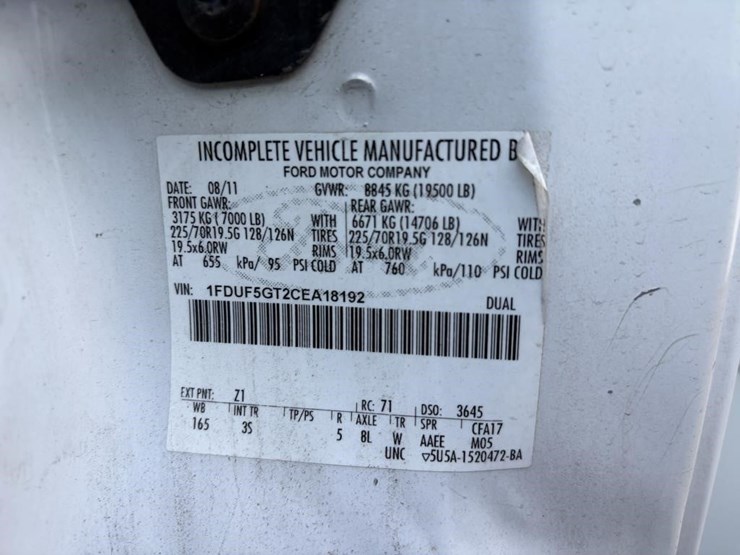 INCOMPLETE VEHICLE MANUFACTURED B
FORD MOTOR COMPANY
DATE: 08/11 GVWR: 8845 KG (19500 LB)
FRONT GAWR: REAR GAWR:
3175 KG (7000 LB) WITH 6671 KG (14706 LB) WITH
225/70R19.5G 128/126N TIRES 225/70R19.5G 128/126N TIRES
19.5x6.0RW RIMS 19.5x6.0RW RIMS
AT 655 kPa/ 95 PSI COLD AT 760 kPa/110 PSI COLD
VIN: 1FDUF5GT2CEA18192 DUAL
EXT PNT: Z1 RC: 71 DSO: 3645
WB INT TR TP/PS R AXLE TR SPR CFA17
165 3S 5 8L W AAEE M05
UNC ▽5U5A-1520472-BA